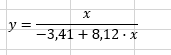 y = x / (-3,41 + 8,12 · x)